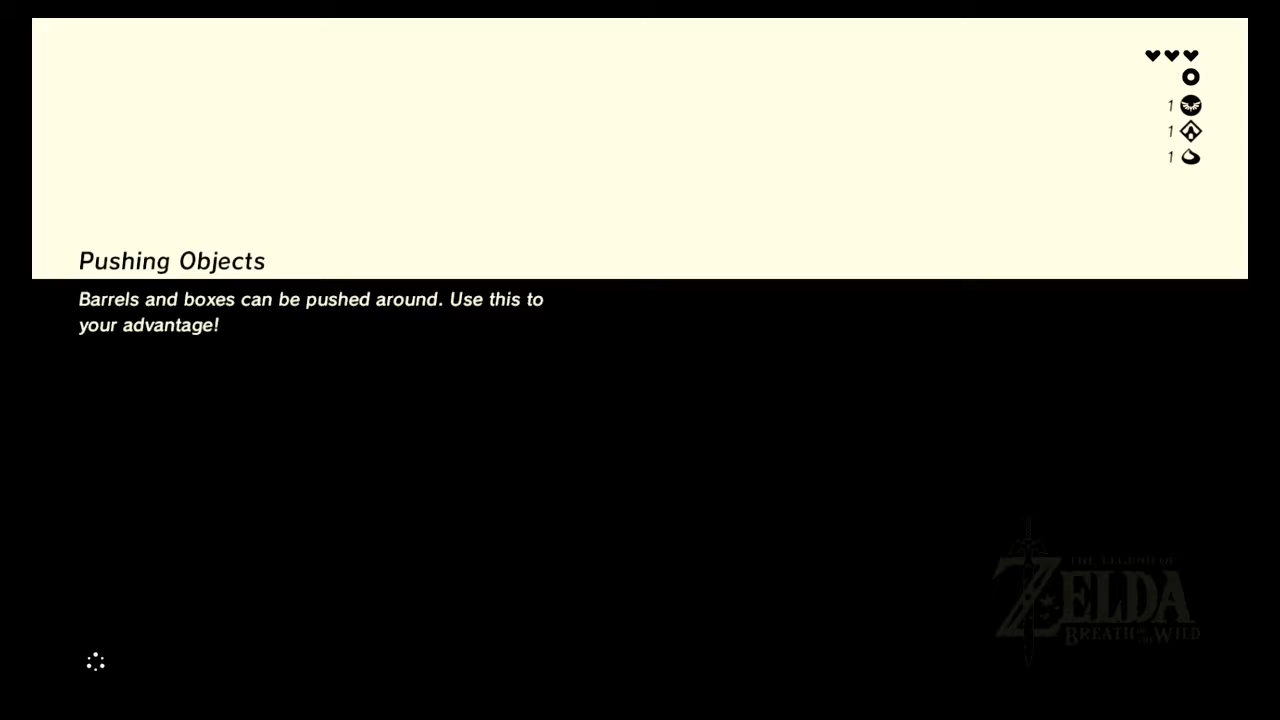 1
1
1
Pushing Objects
Barrels and boxes can be pushed around. Use this to
your advantage!
THE LEGEND OF
ZELDA
BREATH OF THE WILD